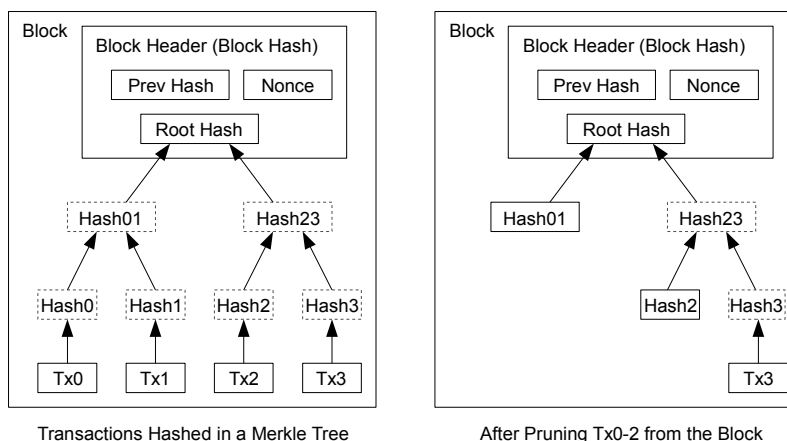 Block
Block Header (Block Hash)
Prev Hash
Nonce
Root Hash
Hash01
Hash23
Hash0
Hash1
Hash2
Hash3
Tx0
Tx1
Tx2
Tx3
Transactions Hashed in a Merkle Tree
Block
Block Header (Block Hash)
Prev Hash
Nonce
Root Hash
Hash01
Hash23
Hash2
Hash3
Tx3
After Pruning Tx0-2 from the Block